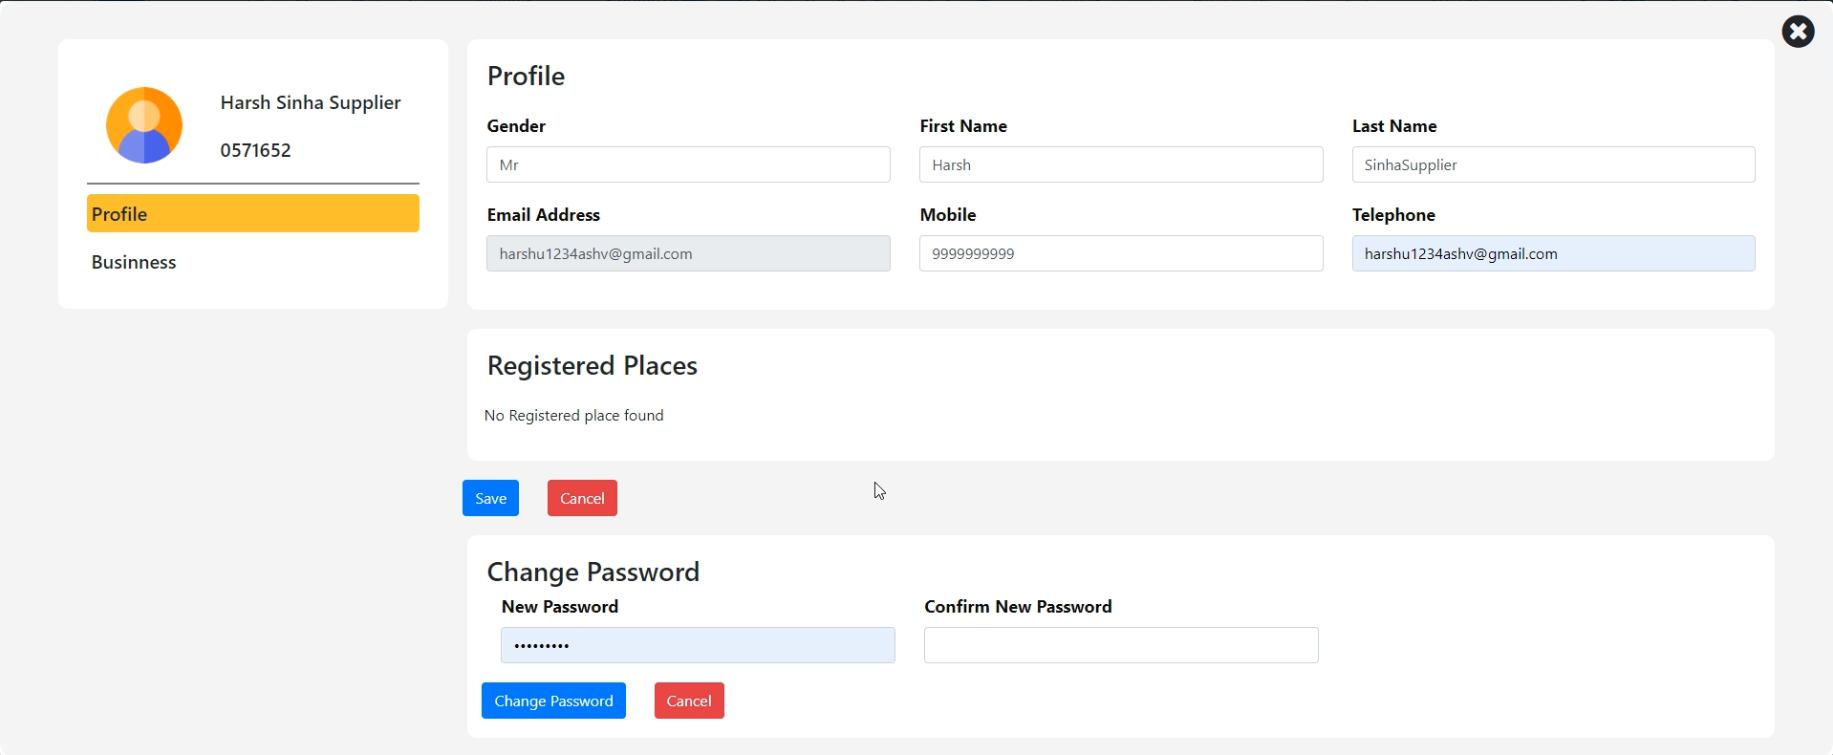 Harsh Sinha Supplier
0571652
Profile
Businness
Profile
Gender First Name Last Name
Mr Harsh SinhaSupplier
Email Address Mobile Telephone
harshu1234ashv@gmail.com 9999999999 harshu1234ashv@gmail.com
Registered Places
No Registered place found
Save Cancel
Change Password
New Password Confirm New Password
•••••••••
Change Password Cancel